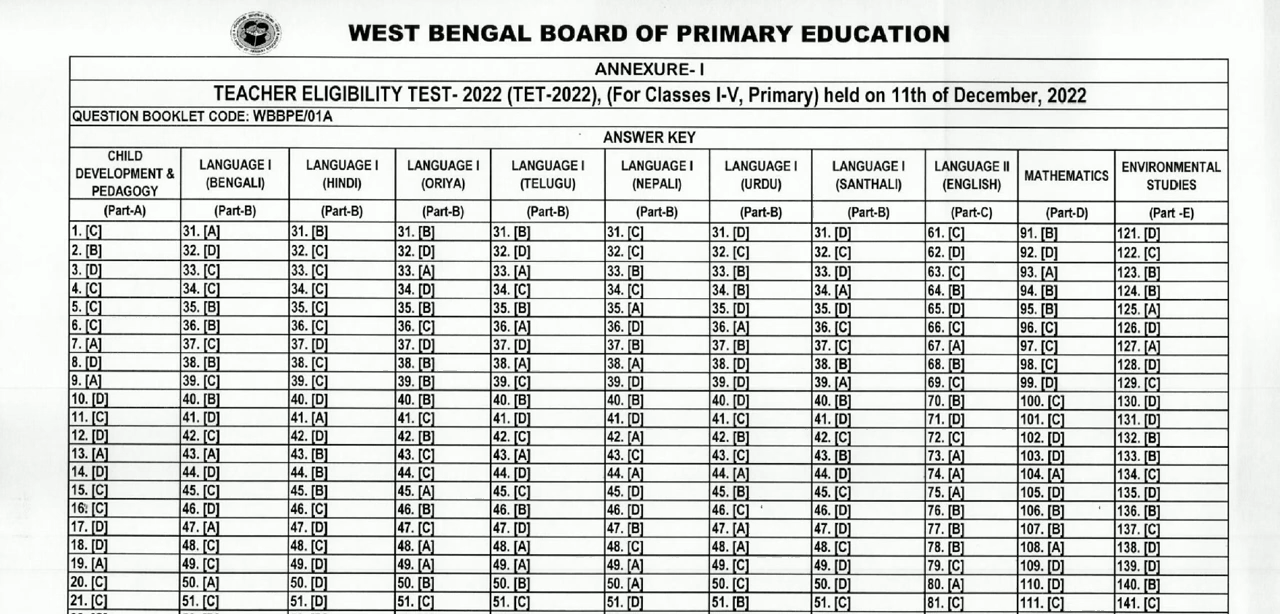 WEST BENGAL BOARD OF PRIMARY EDUCATION
ANNEXURE- I
TEACHER ELIGIBILITY TEST- 2022 (TET-2022), (For Classes I-V, Primary) held on 11th of December, 2022
QUESTION BOOKLET CODE: WBBPE/01A
ANSWER KEY
CHILD DEVELOPMENT & PEDAGOGY LANGUAGE I (BENGALI) LANGUAGE I (HINDI) LANGUAGE I (ORIYA) LANGUAGE I (TELUGU) LANGUAGE I (NEPALI) LANGUAGE I (URDU) LANGUAGE I (SANTHALI) LANGUAGE II (ENGLISH) MATHEMATICS ENVIRONMENTAL STUDIES
(Part-A) (Part-B) (Part-B) (Part-B) (Part-B) (Part-B) (Part-B) (Part-B) (Part-C) (Part-D) (Part -E)
1. [C] 31. [A] 31. [B] 31. [B] 31. [B] 31. [C] 31. [D] 31. [D] 61. [C] 91. [B] 121. [D]
2. [B] 32. [D] 32. [C] 32. [D] 32. [D] 32. [C] 32. [C] 32. [C] 62. [D] 92. [D] 122. [C]
3. [D] 33. [C] 33. [C] 33. [A] 33. [A] 33. [B] 33. [B] 33. [D] 63. [C] 93. [A] 123. [B]
4. [C] 34. [C] 34. [C] 34. [D] 34. [C] 34. [C] 34. [B] 34. [A] 64. [B] 94. [B] 124. [B]
5. [C] 35. [B] 35. [C] 35. [B] 35. [B] 35. [A] 35. [D] 35. [D] 65. [D] 95. [B] 125. [A]
6. [C] 36. [B] 36. [C] 36. [C] 36. [A] 36. [D] 36. [A] 36. [C] 66. [C] 96. [C] 126. [D]
7. [A] 37. [C] 37. [D] 37. [D] 37. [D] 37. [B] 37. [B] 37. [C] 67. [A] 97. [C] 127. [A]
8. [D] 38. [B] 38. [C] 38. [B] 38. [A] 38. [A] 38. [D] 38. [B] 68. [B] 98. [C] 128. [D]
9. [A] 39. [C] 39. [C] 39. [B] 39. [C] 39. [D] 39. [D] 39. [A] 69. [C] 99. [D] 129. [C]
10. [D] 40. [B] 40. [D] 40. [B] 40. [B] 40. [B] 40. [D] 40. [B] 70. [B] 100. [C] 130. [D]
11. [C] 41. [D] 41. [A] 41. [C] 41. [D] 41. [D] 41. [C] 41. [D] 71. [D] 101. [C] 131. [D]
12. [D] 42. [C] 42. [D] 42. [B] 42. [C] 42. [A] 42. [B] 42. [C] 72. [C] 102. [D] 132. [B]
13. [A] 43. [A] 43. [B] 43. [C] 43. [A] 43. [C] 43. [C] 43. [B] 73. [A] 103. [D] 133. [B]
14. [D] 44. [D] 44. [B] 44. [C] 44. [D] 44. [A] 44. [A] 44. [D] 74. [A] 104. [A] 134. [C]
15. [C] 45. [C] 45. [B] 45. [A] 45. [C] 45. [D] 45. [B] 45. [C] 75. [A] 105. [D] 135. [D]
16. [C] 46. [D] 46. [C] 46. [B] 46. [B] 46. [D] 46. [C] 46. [D] 76. [B] 106. [B] 136. [B]
17. [D] 47. [A] 47. [D] 47. [C] 47. [D] 47. [B] 47. [A] 47. [D] 77. [B] 107. [B] 137. [C]
18. [D] 48. [C] 48. [C] 48. [A] 48. [A] 48. [C] 48. [A] 48. [C] 78. [B] 108. [A] 138. [D]
19. [A] 49. [C] 49. [D] 49. [A] 49. [A] 49. [A] 49. [C] 49. [D] 79. [C] 109. [D] 139. [D]
20. [C] 50. [A] 50. [D] 50. [B] 50. [B] 50. [A] 50. [C] 50. [D] 80. [A] 110. [D] 140. [B]
21. [C] 51. [C] 51. [D] 51. [C] 51. [C] 51. [D] 51. [B] 51. [C] 81. [C] 111. [C] 141. [C]